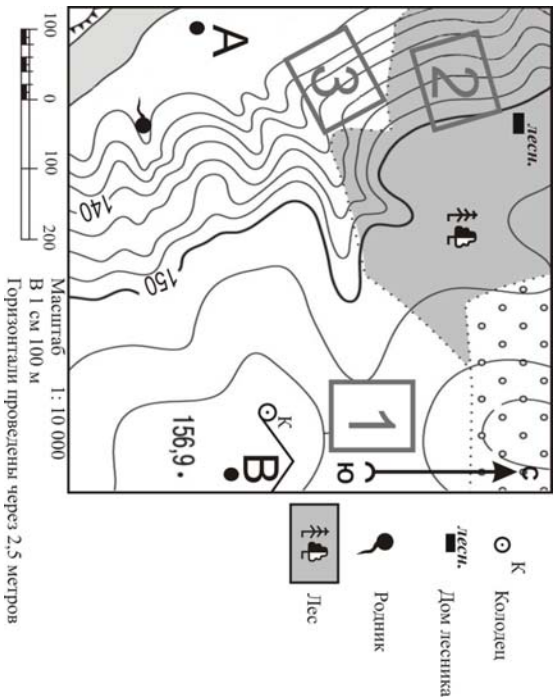 лесн.
С
2
3
1
Ю
К
А
В
156,9
150
140
К
Колодец
лесн.
Дом лесника
Родник
Лес
100 0 100 200
Масштаб 1: 10 000
В 1 см 100 м
Горизонтали проведены через 2,5 метров